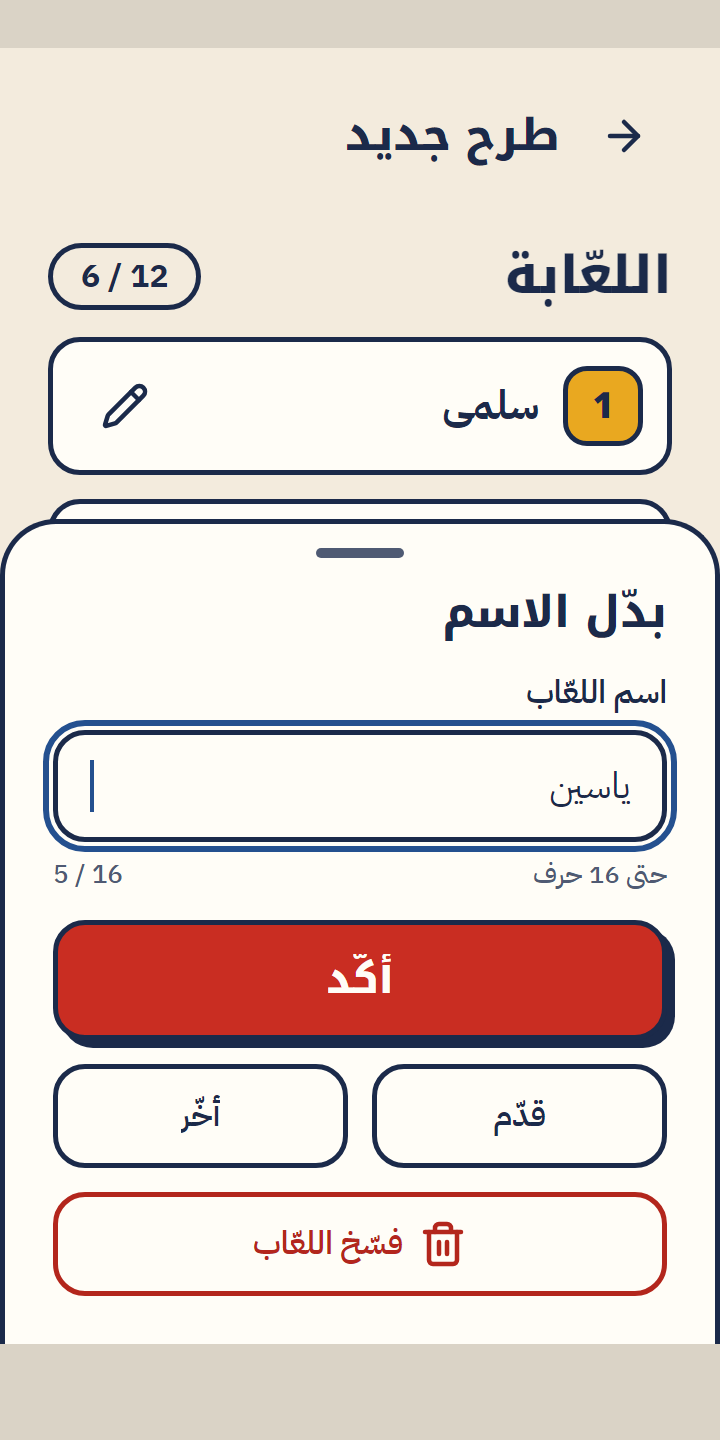 طرح جديد
اللعّابة
6 / 12
1
سلمى
بدّل الاسم
اسم اللعّاب
ياسين
حتى 16 حرف
5 / 16
أكّد
قدّم
أخّر
فسّخ اللعّاب